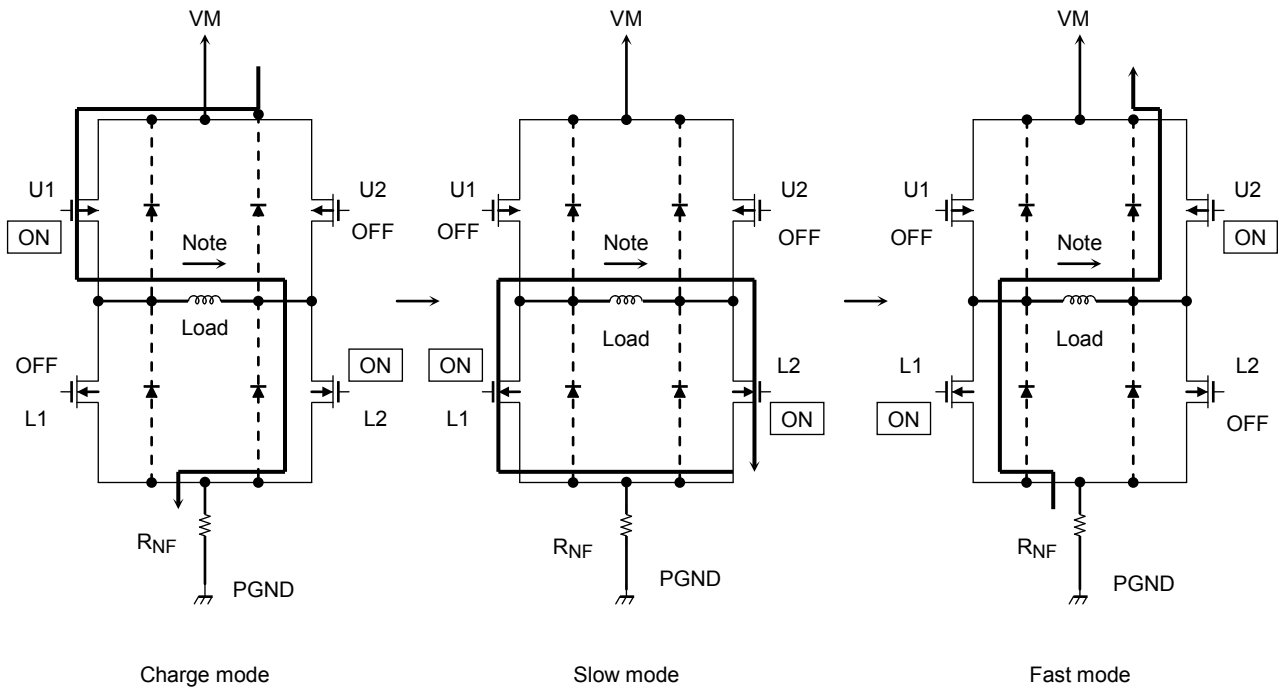 VM
U1
ON
U2
OFF
Note
Load
OFF
L1
ON
L2
RNF
PGND
Charge mode
VM
U1
OFF
U2
OFF
Note
Load
ON
L1
L2
ON
RNF
PGND
Slow mode
VM
U1
OFF
U2
ON
Note
Load
L1
ON
L2
OFF
RNF
PGND
Fast mode